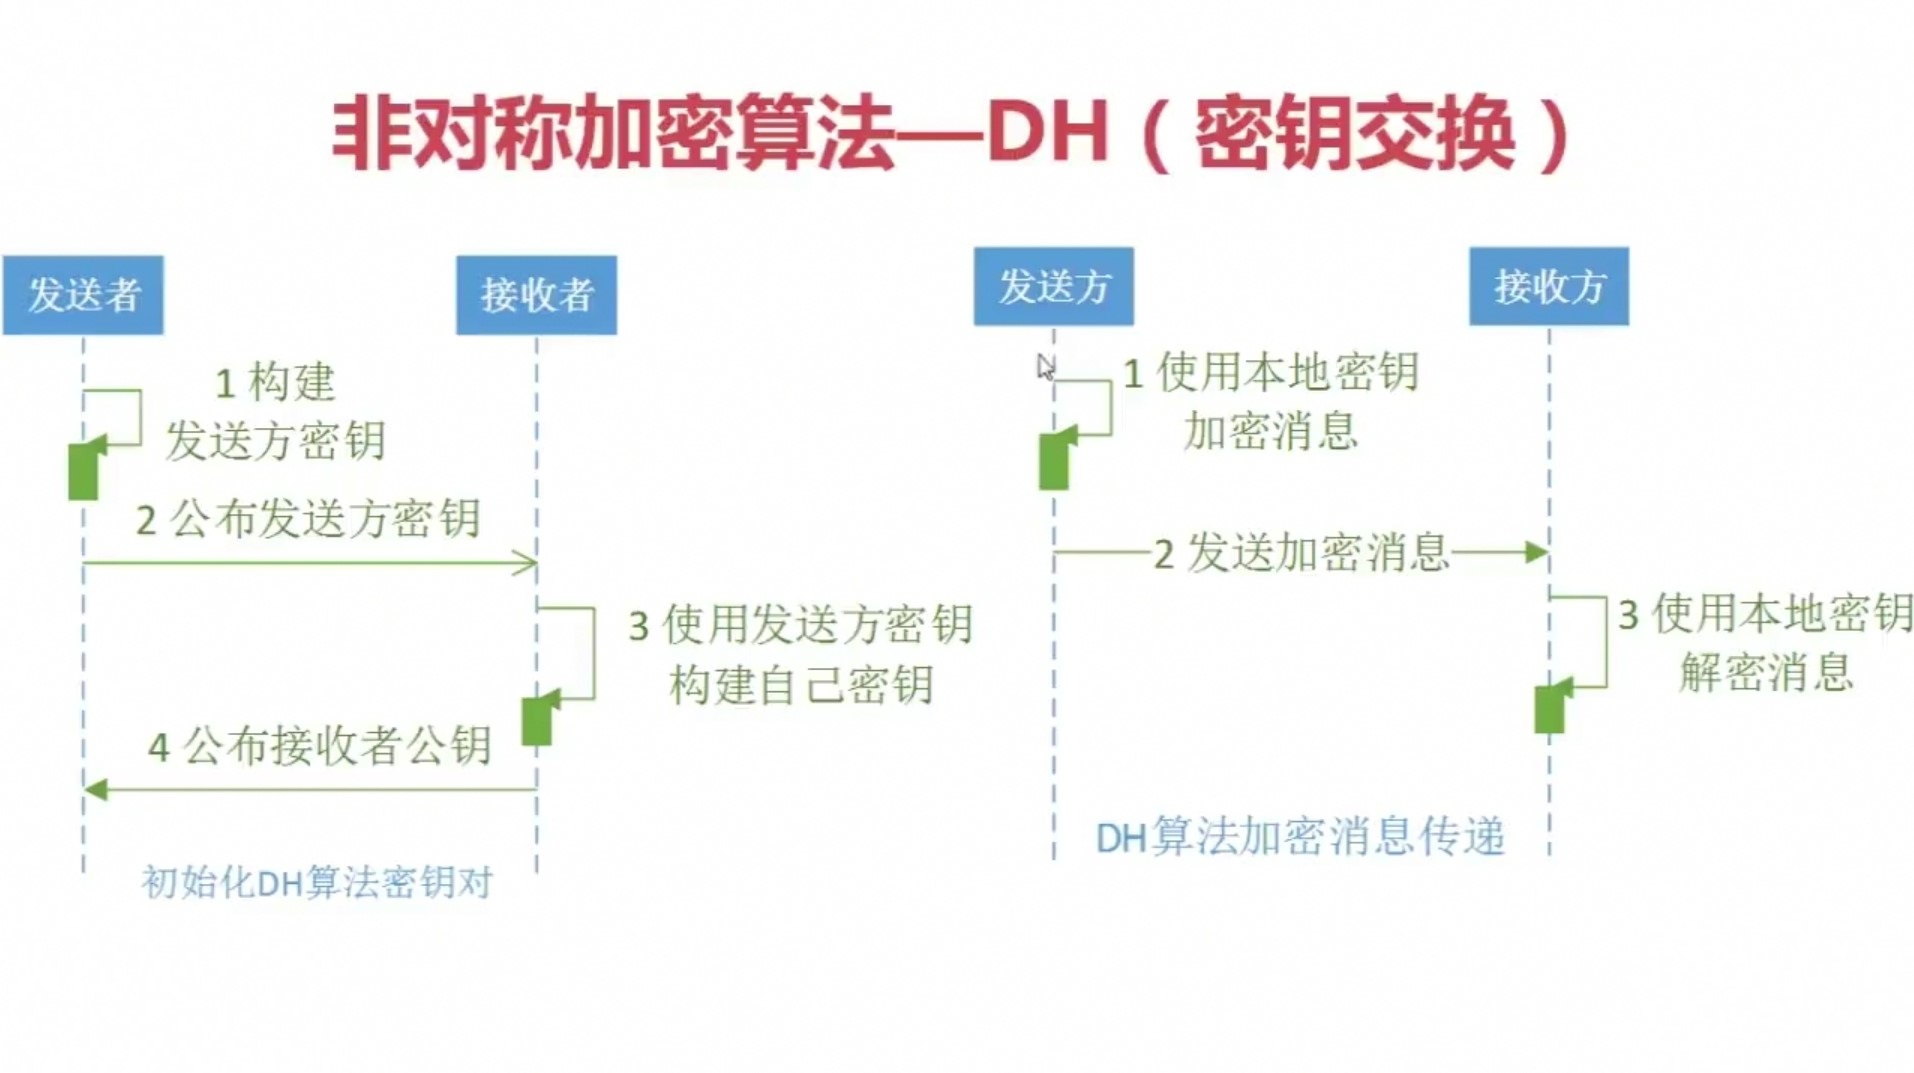 非对称加密算法—DH（密钥交换）
发送者
接收者
1 构建
发送方密钥
2 公布发送方密钥
3 使用发送方密钥
构建自己密钥
4 公布接收者公钥
初始化DH算法密钥对
发送方
接收方
1 使用本地密钥
加密消息
2 发送加密消息
3 使用本地密钥
解密消息
DH算法加密消息传递